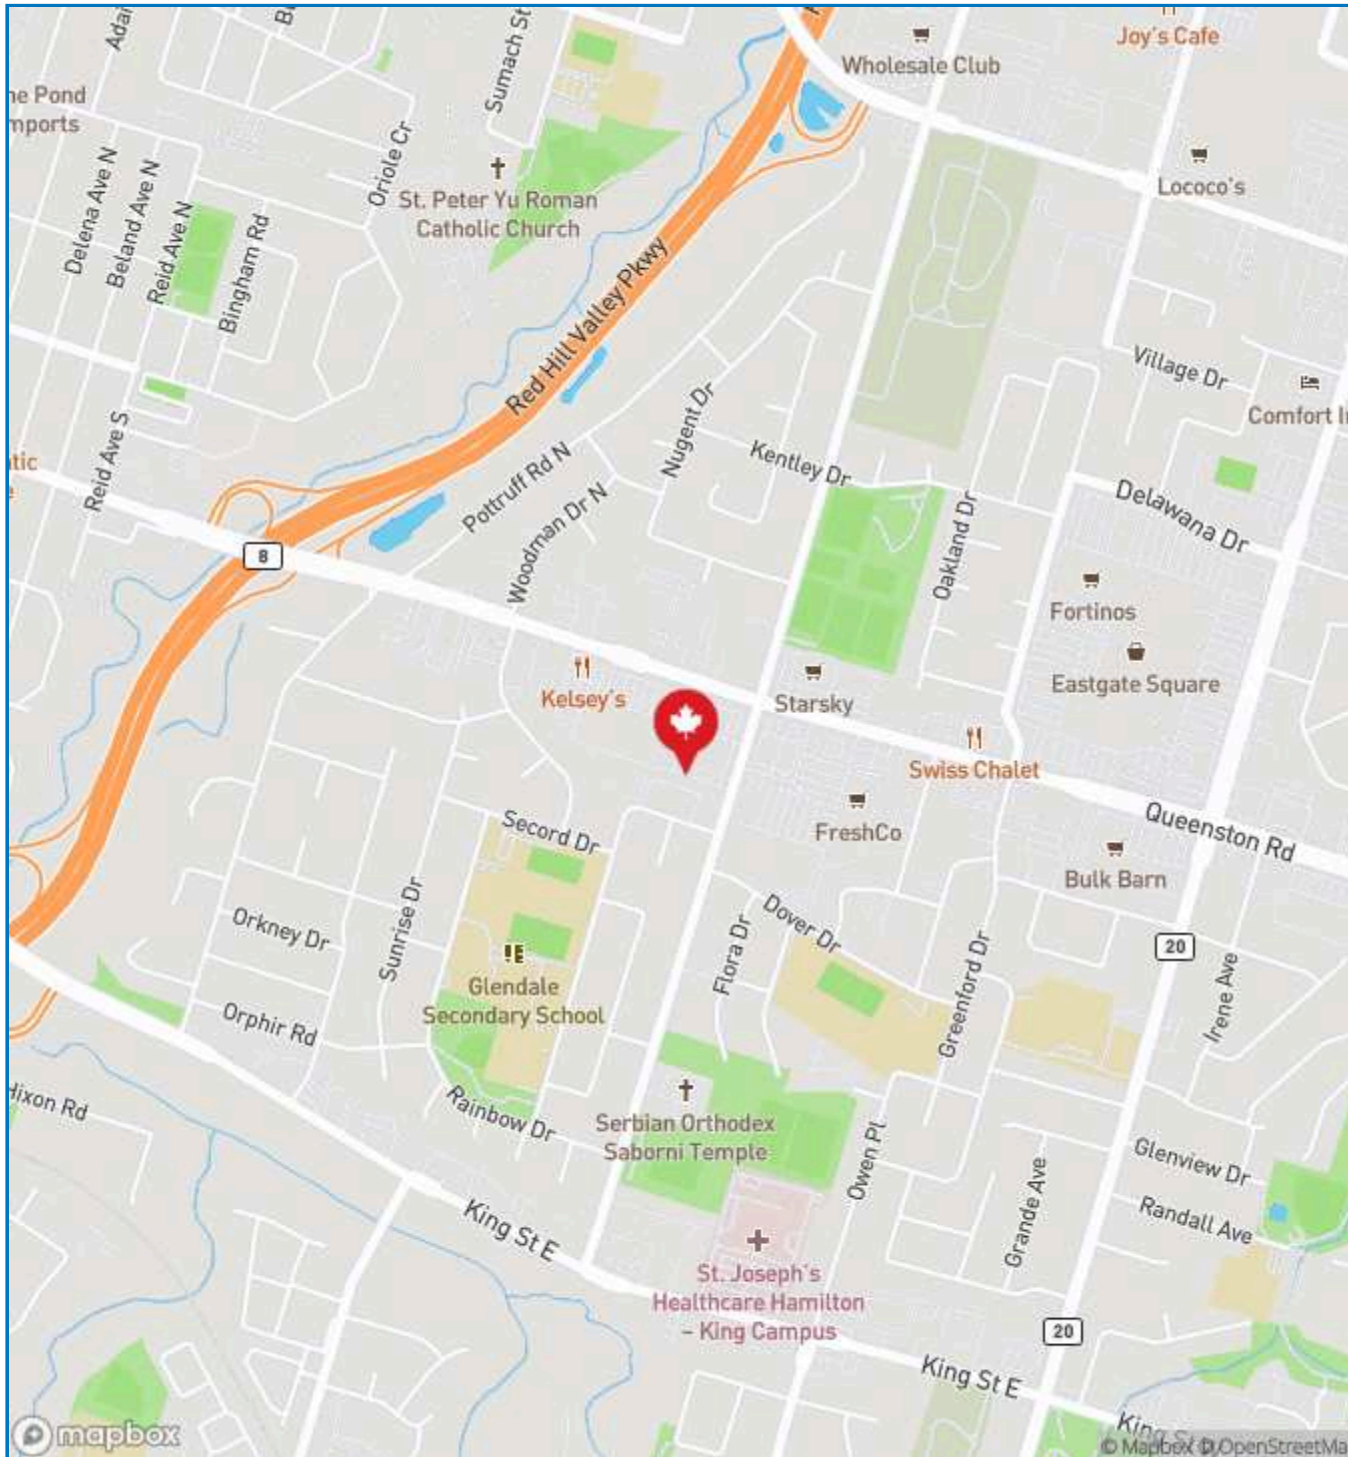 Joy's Cafe
Wholesale Club
Sumach St
Oriole Cr
St. Peter Yu Roman
Catholic Church
Lococo's
Delena Ave N
Beland Ave N
Reid Ave N
Bingham Rd
Red Hill Valley Pkwy
Village Dr
Comfort
Reid Ave S
Nugent Dr
Kentley Dr
Pottruff Rd N
Woodman Dr N
Delawana Dr
Oakland Dr
8
Fortinos
Kelsey's
Starsky
Eastgate Square
Swiss Chalet
FreshCo
Queenston Rd
Secord Dr
Bulk Barn
Orkney Dr
Sunrise Dr
Flora Dr
Dover Dr
Greenford Dr
20
Irene Ave
Glendale
Secondary School
Orphir Rd
Hixon Rd
Rainbow Dr
Serbian Orthodex
Saborni Temple
Owen Pl
Glenview Dr
Grande Ave
Randall Ave
King St E
St. Joseph's
Healthcare Hamilton
– King Campus
20
King St E
mapbox
© Mapbox © OpenStreetMa